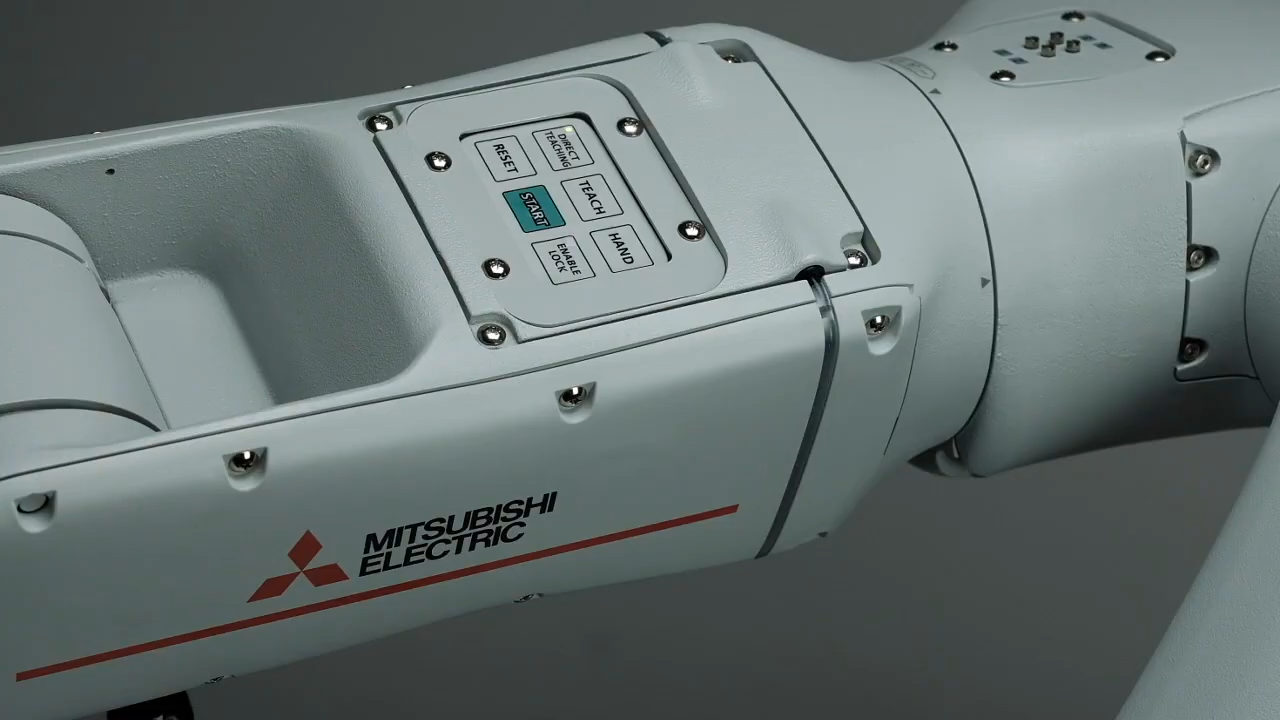 RESET
DIRECT
TEACHING
START
TEACH
ENABLE
LOCK
HAND
MITSUBISHI
ELECTRIC